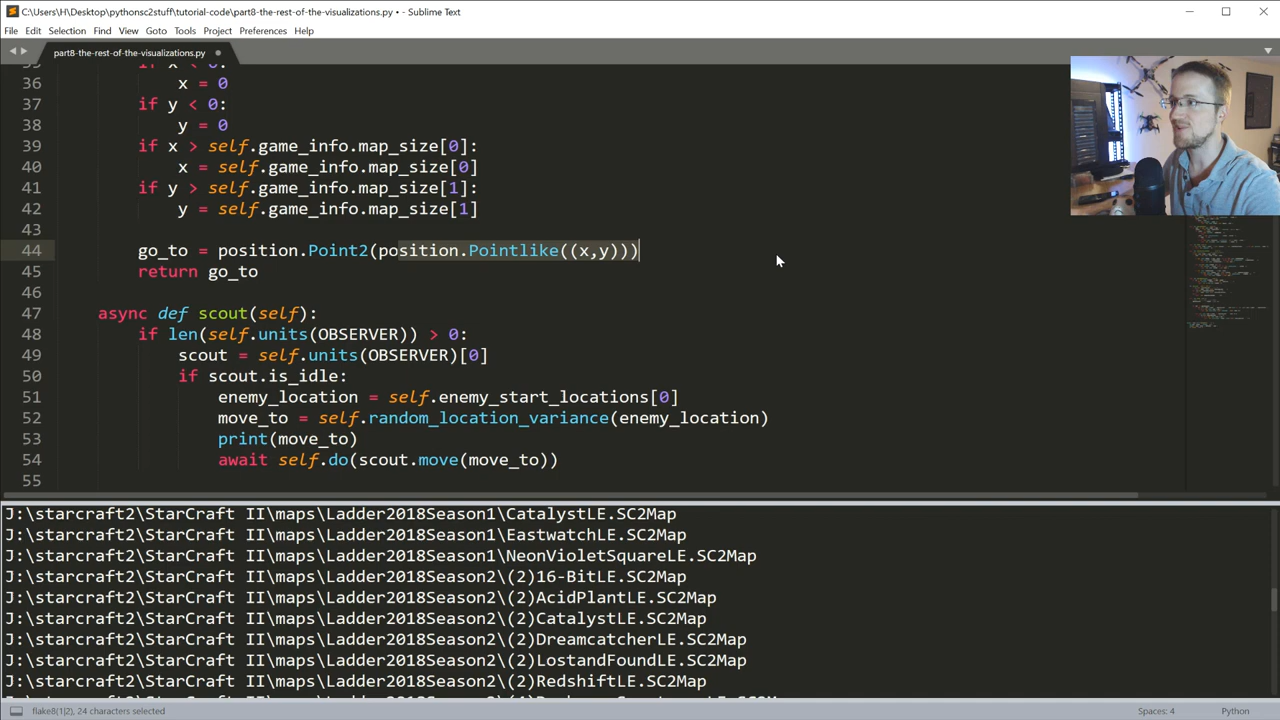 C:\Users\H\Desktop\pythonsc2stuff\tutorial-code\part8-the-rest-of-the-visualizations.py • - Sublime Text
File Edit Selection Find View Goto Tools Project Preferences Help
part8-the-rest-of-the-visualizations.py
35 if x < 0:
36 x = 0
37 if y < 0:
38 y = 0
39 if x > self.game_info.map_size[0]:
40 x = self.game_info.map_size[0]
41 if y > self.game_info.map_size[1]:
42 y = self.game_info.map_size[1]
43
44 go_to = position.Point2(position.Pointlike((x,y)))
45 return go_to
46
47 async def scout(self):
48 if len(self.units(OBSERVER)) > 0:
49 scout = self.units(OBSERVER)[0]
50 if scout.is_idle:
51 enemy_location = self.enemy_start_locations[0]
52 move_to = self.random_location_variance(enemy_location)
53 print(move_to)
54 await self.do(scout.move(move_to))
55
J:\starcraft2\StarCraft II\maps\Ladder2018Season1\CatalystLE.SC2Map
J:\starcraft2\StarCraft II\maps\Ladder2018Season1\EastwatchLE.SC2Map
J:\starcraft2\StarCraft II\maps\Ladder2018Season1\NeonVioletSquareLE.SC2Map
J:\starcraft2\StarCraft II\maps\Ladder2018Season2\(2)16-BitLE.SC2Map
J:\starcraft2\StarCraft II\maps\Ladder2018Season2\(2)AcidPlantLE.SC2Map
J:\starcraft2\StarCraft II\maps\Ladder2018Season2\(2)CatalystLE.SC2Map
J:\starcraft2\StarCraft II\maps\Ladder2018Season2\(2)DreamcatcherLE.SC2Map
J:\starcraft2\StarCraft II\maps\Ladder2018Season2\(2)LostandFoundLE.SC2Map
J:\starcraft2\StarCraft II\maps\Ladder2018Season2\(2)RedshiftLE.SC2Map
flake8(1|2), 24 characters selected
Spaces: 4
Python